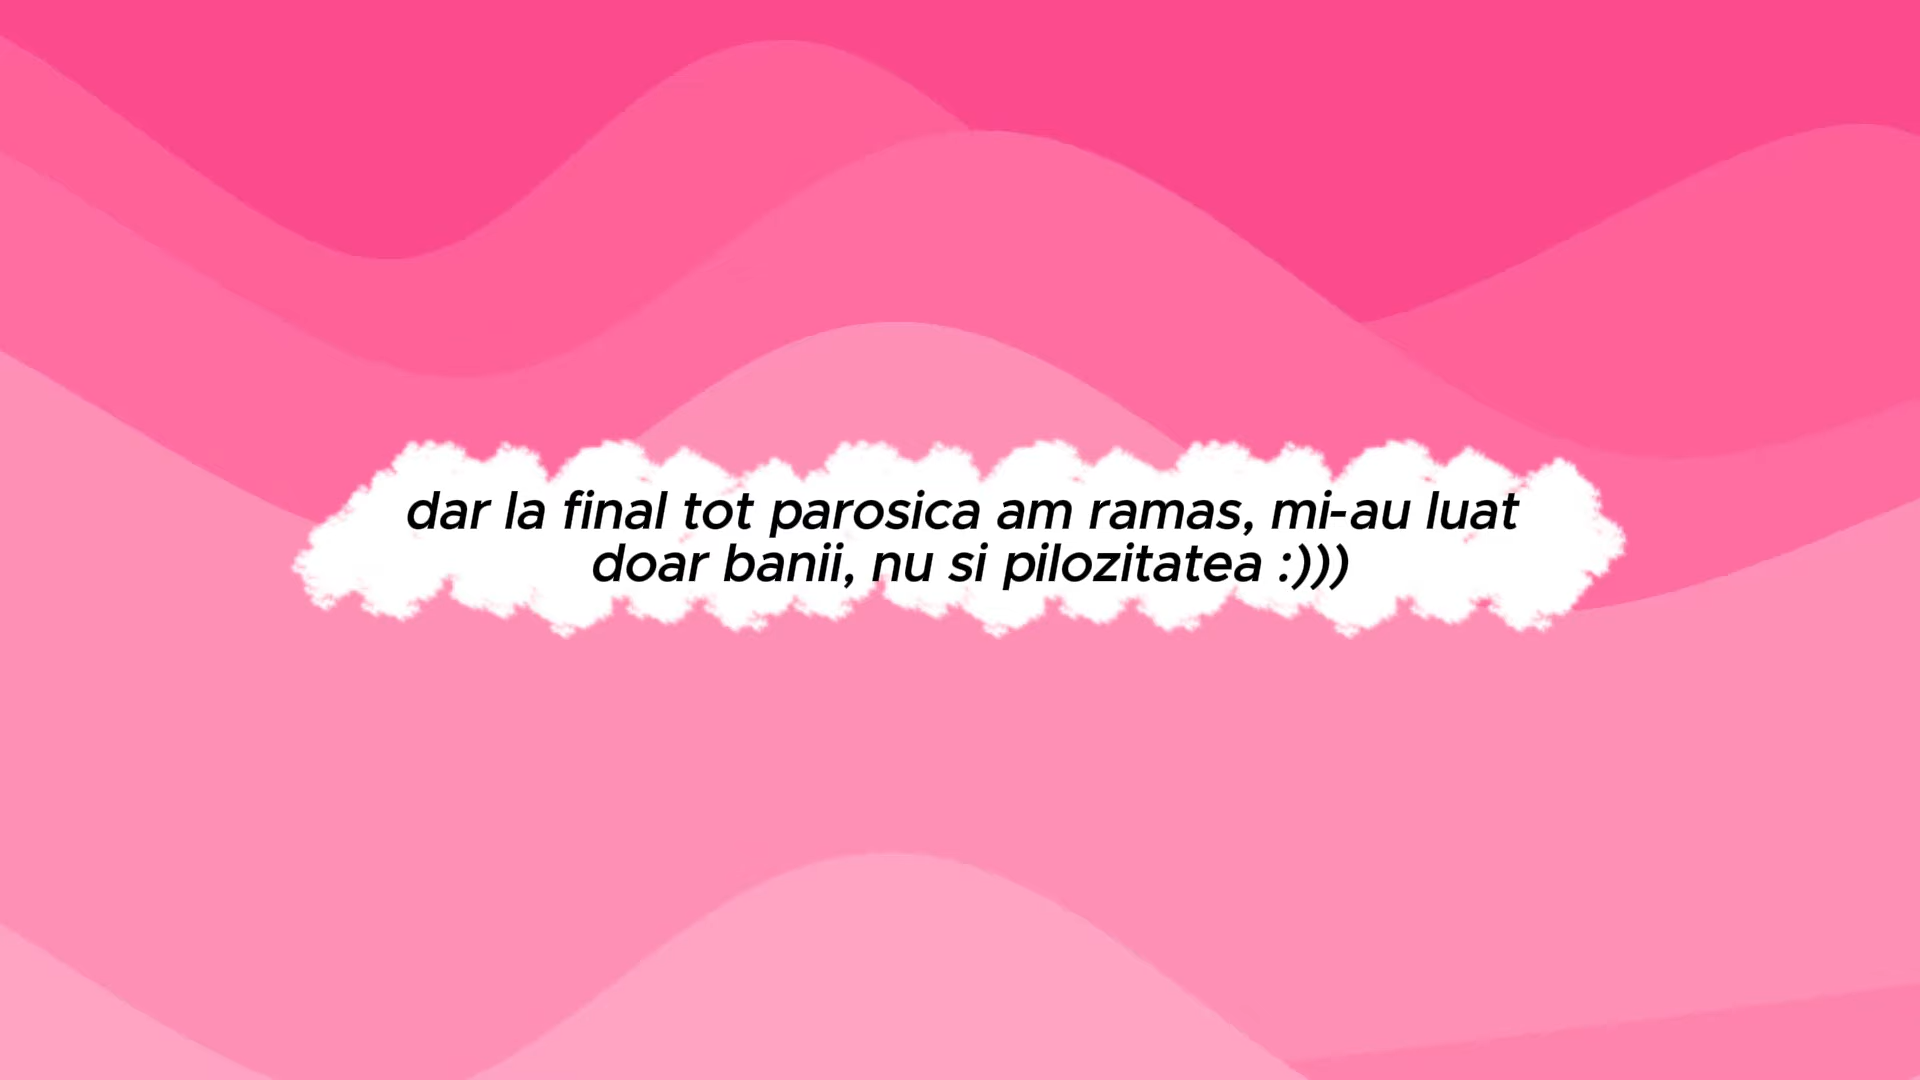 dar la final tot parosica am ramas, mi-au luat
doar banii, nu si pilozitatea :)))